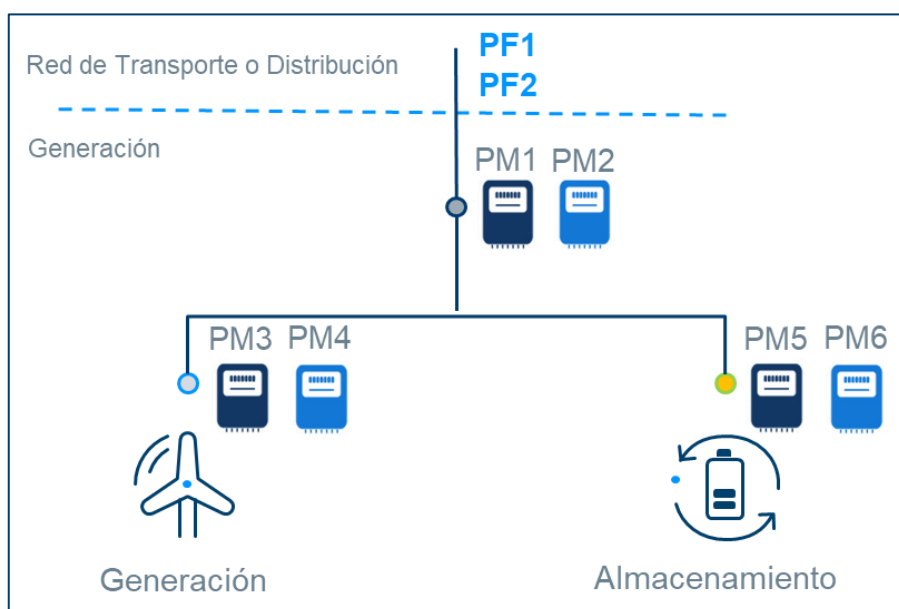 PF1
Red de Transporte o Distribución
PF2
Generación
PM1 PM2
PM3 PM4
PM5 PM6
Generación
Almacenamiento